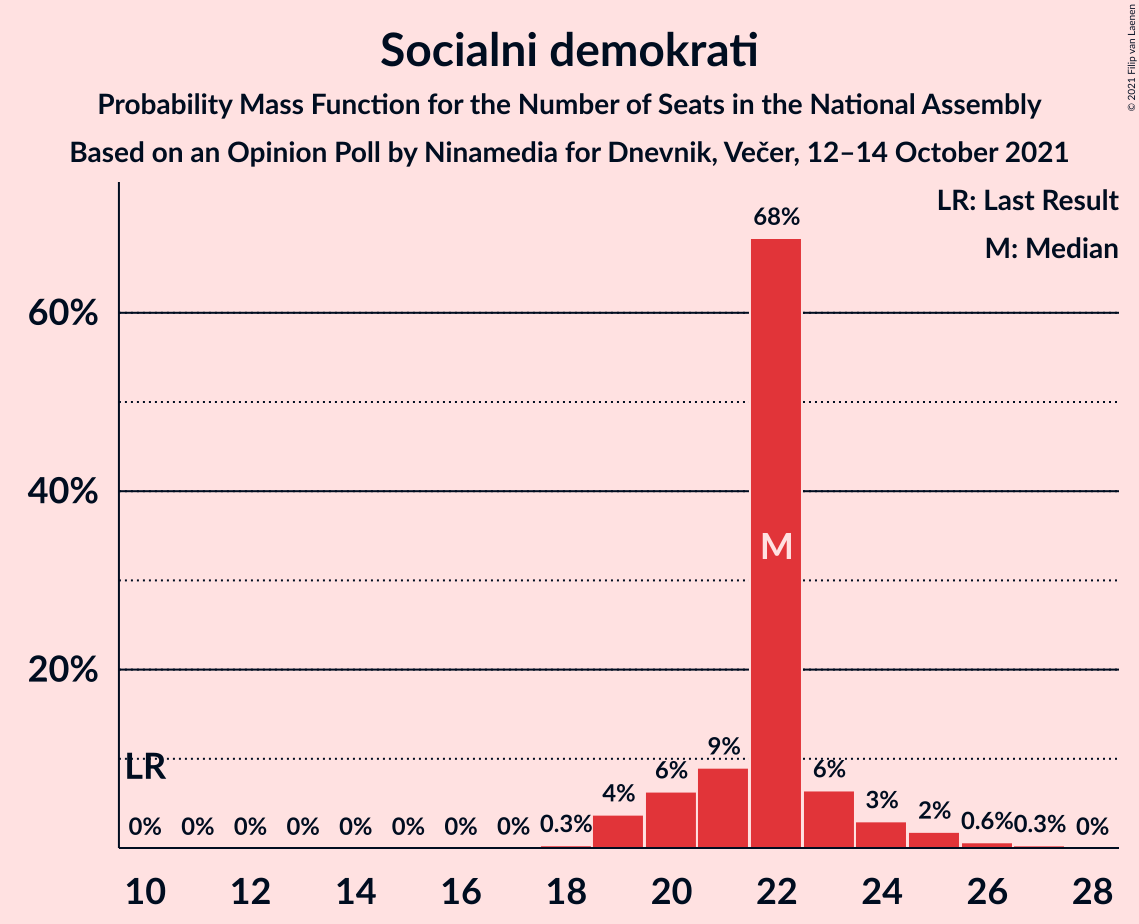 Socialni demokrati
Probability Mass Function for the Number of Seats in the National Assembly
Based on an Opinion Poll by Ninamedia for Dnevnik, Večer, 12–14 October 2021
© 2021 Filip van Laenen
LR: Last Result
M: Median
68%
60%
40%
M
20%
LR
9%
6%
6%
4%
3%
2%
0% 0% 0% 0% 0% 0% 0% 0% 0.3% 0.6% 0.3% 0%
10 12 14 16 18 20 22 24 26 28